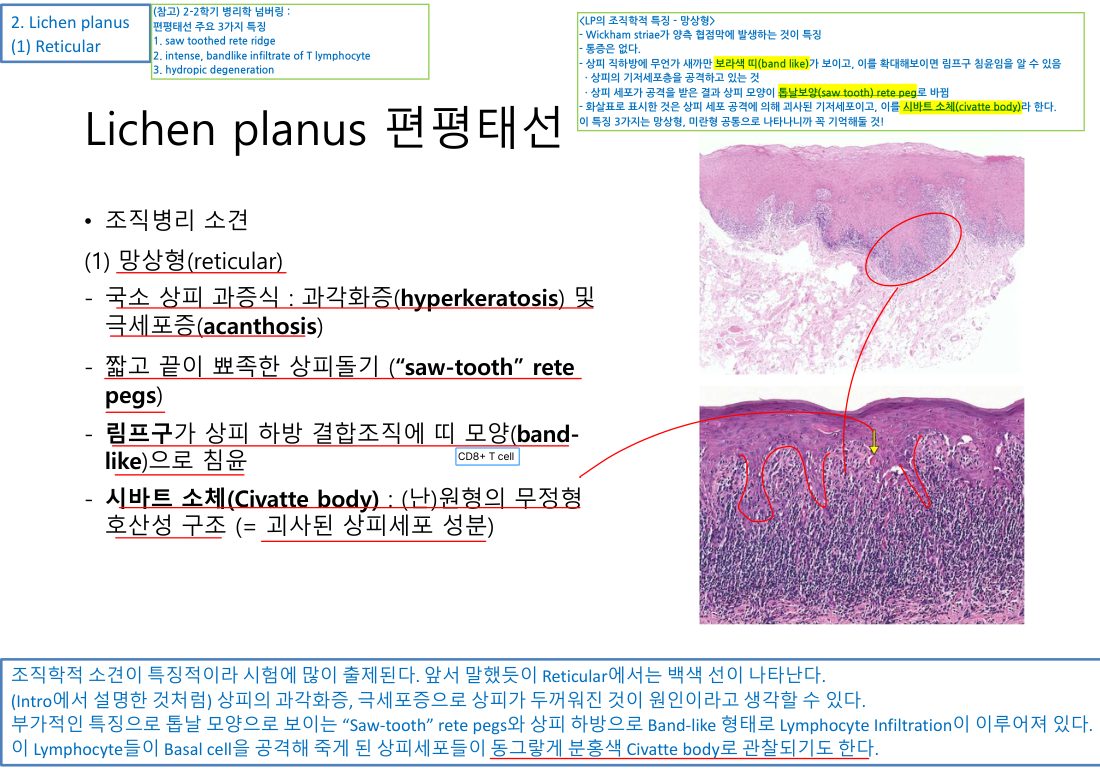 2. Lichen planus
(1) Reticular
(참고) 2-2학기 병리학 넘버링 :
편평태선 주요 3가지 특징
1. saw toothed rete ridge
2. intense, bandlike infiltrate of T lymphocyte
3. hydropic degeneration
<LP의 조직학적 특징 - 망상형>
- Wickham striae가 양측 협점막에 발생하는 것이 특징
- 통증은 없다.
- 상피 직하방에 무언가 새까만 보라색 띠(band like)가 보이고, 이를 확대해보이면 림프구 침윤임을 알 수 있음
· 상피의 기저세포층을 공격하고 있는 것
· 상피 세포가 공격을 받은 결과 상피 모양이 톱날모양(saw tooth) rete peg로 바뀜
- 화살표로 표시한 것은 상피 세포 공격에 의해 괴사된 기저세포이고, 이를 시바트 소체(civatte body)라 한다.
이 특징 3가지는 망상형, 미란형 공통으로 나타나니까 꼭 기억해둘 것!
Lichen planus 편평태선
• 조직병리 소견
(1) 망상형(reticular)
- 국소 상피 과증식 : 과각화증(hyperkeratosis) 및
극세포증(acanthosis)
- 짧고 끝이 뾰족한 상피돌기 (“saw-tooth” rete
pegs)
- 림프구가 상피 하방 결합조직에 띠 모양(band-
like)으로 침윤
CD8+ T cell
- 시바트 소체(Civatte body) : (난)원형의 무정형
호산성 구조 (= 괴사된 상피세포 성분)
조직학적 소견이 특징적이라 시험에 많이 출제된다. 앞서 말했듯이 Reticular에서는 백색 선이 나타난다.
(Intro에서 설명한 것처럼) 상피의 과각화증, 극세포증으로 상피가 두꺼워진 것이 원인이라고 생각할 수 있다.
부가적인 특징으로 톱날 모양으로 보이는 “Saw-tooth” rete pegs와 상피 하방으로 Band-like 형태로 Lymphocyte Infiltration이 이루어져 있다.
이 Lymphocyte들이 Basal cell을 공격해 죽게 된 상피세포들이 동그랗게 분홍색 Civatte body로 관찰되기도 한다.